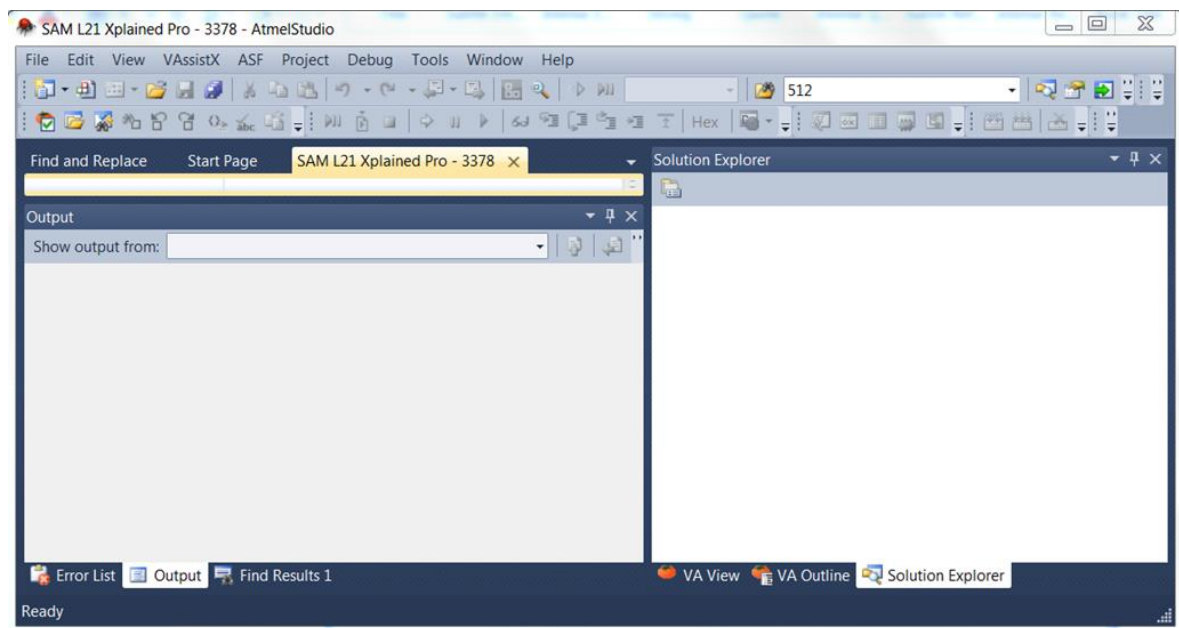 SAM L21 Xplained Pro - 3378 - AtmelStudio
File Edit View VAssistX ASF Project Debug Tools Window Help
512
Hex
Find and Replace Start Page SAM L21 Xplained Pro - 3378
Solution Explorer
Output
Show output from:
Error List Output Find Results 1
VA View VA Outline Solution Explorer
Ready